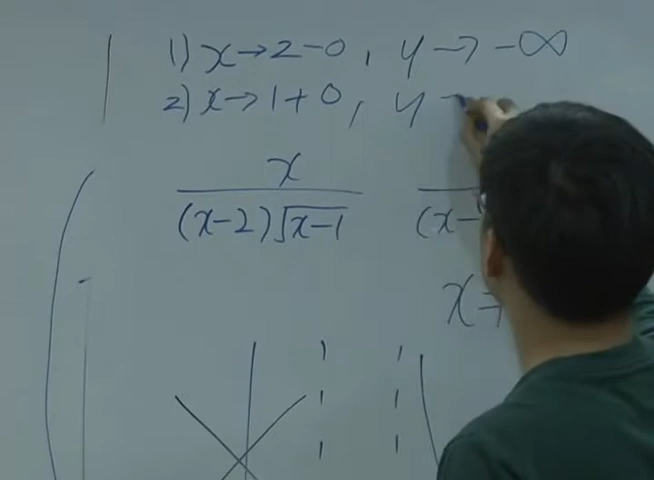 1) x→2-0, y→-∞
2) x→1+0, y→
x
(x-2)√x-1
(x-
x